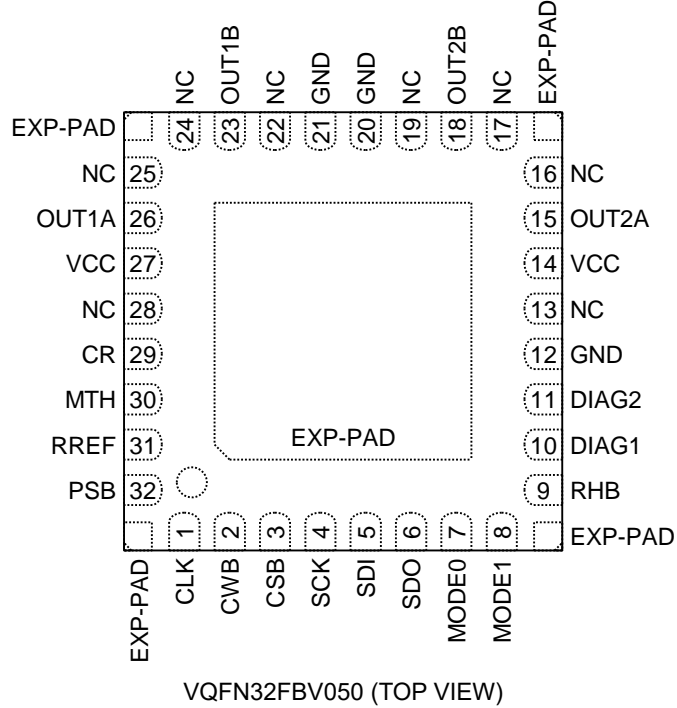 NC OUT1B NC GND GND NC OUT2B NC EXP-PAD
EXP-PAD 24 23 22 21 20 19 18 17
NC 25 16 NC
OUT1A 26 15 OUT2A
VCC 27 14 VCC
NC 28 13 NC
CR 29 12 GND
MTH 30 11 DIAG2
RREF 31 EXP-PAD 10 DIAG1
PSB 32 9 RHB
1 2 3 4 5 6 7 8 EXP-PAD
EXP-PAD CLK CWB CSB SCK SDI SDO MODE0 MODE1
VQFN32FBV050 (TOP VIEW)